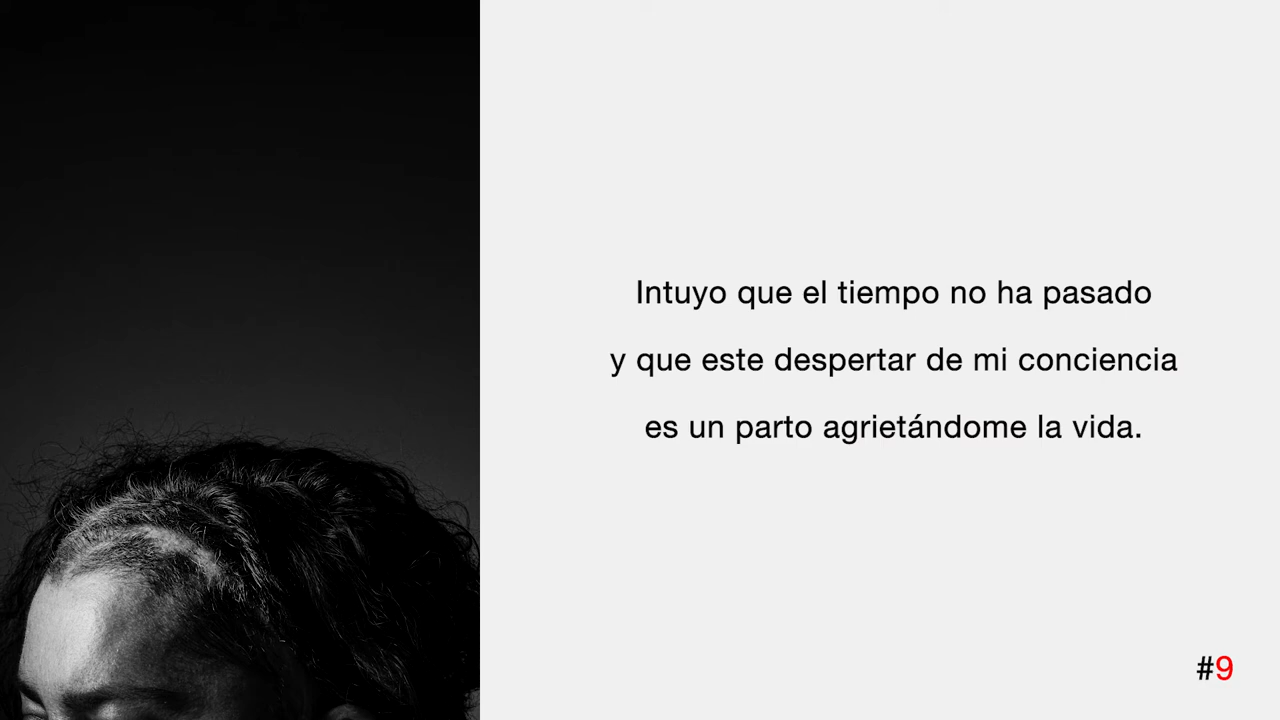 Intuyo que el tiempo no ha pasado
y que este despertar de mi conciencia
es un parto agrietándome la vida.
#9